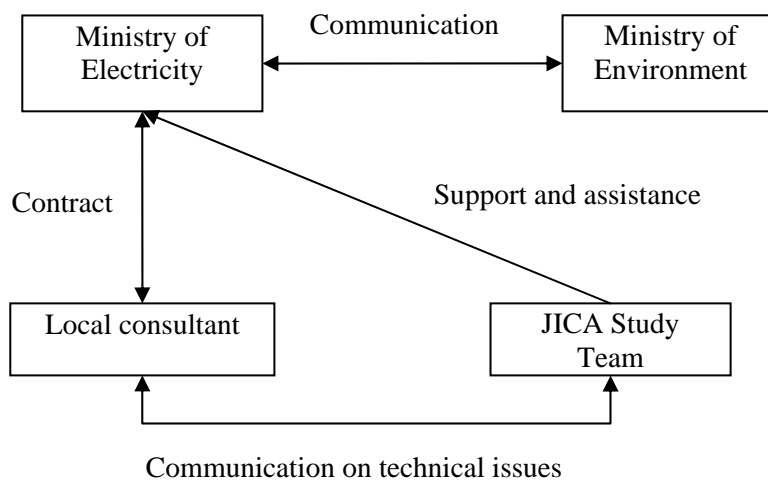 Communication
Ministry of
Electricity
Ministry of
Environment
Contract
Support and assistance
Local consultant
JICA Study
Team
Communication on technical issues